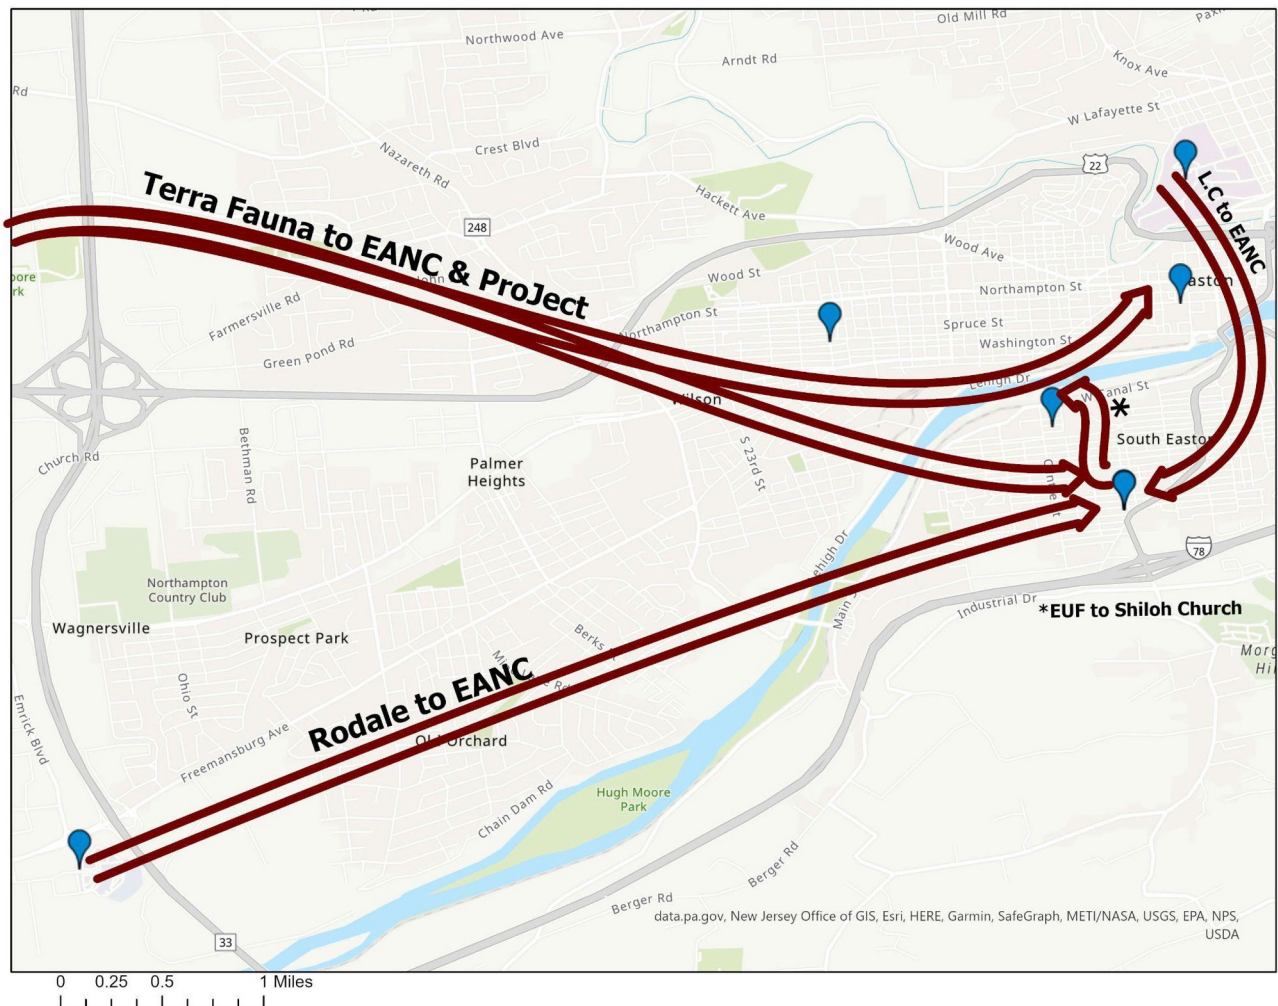 Old Mill Rd
Northwood Ave
Knox Ave
Arndt Rd
Rd
W Lafayette St
Crest Blvd
Nazareth Rd
22
L.C to EANC
Terra Fauna to EANC & ProJect
Hackett Ave
248
Wood Ave
Wood St
Northampton St
aston
Farmersville Rd
Northampton St
Spruce St
Washington St
Green Pond Rd
Lehigh Dr
W Canal St
*
South Easton
Church Rd
Bethman Rd
Palmer
Heights
S 23rd St
Lehigh Dr
78
Northampton
Country Club
Industrial Dr
*EUF to Shiloh Church
Wagnersville
Prospect Park
Berks
Main
Ohio St
Rodale to EANC
Emrick Blvd
Freemansburg Ave
Old Orchard
Hugh Moore
Park
Chain Dam Rd
Berger Rd
Berger Rd
33
data.pa.gov, New Jersey Office of GIS, Esri, HERE, Garmin, SafeGraph, METI/NASA, USGS, EPA, NPS,
USDA
0 0.25 0.5 1 Miles